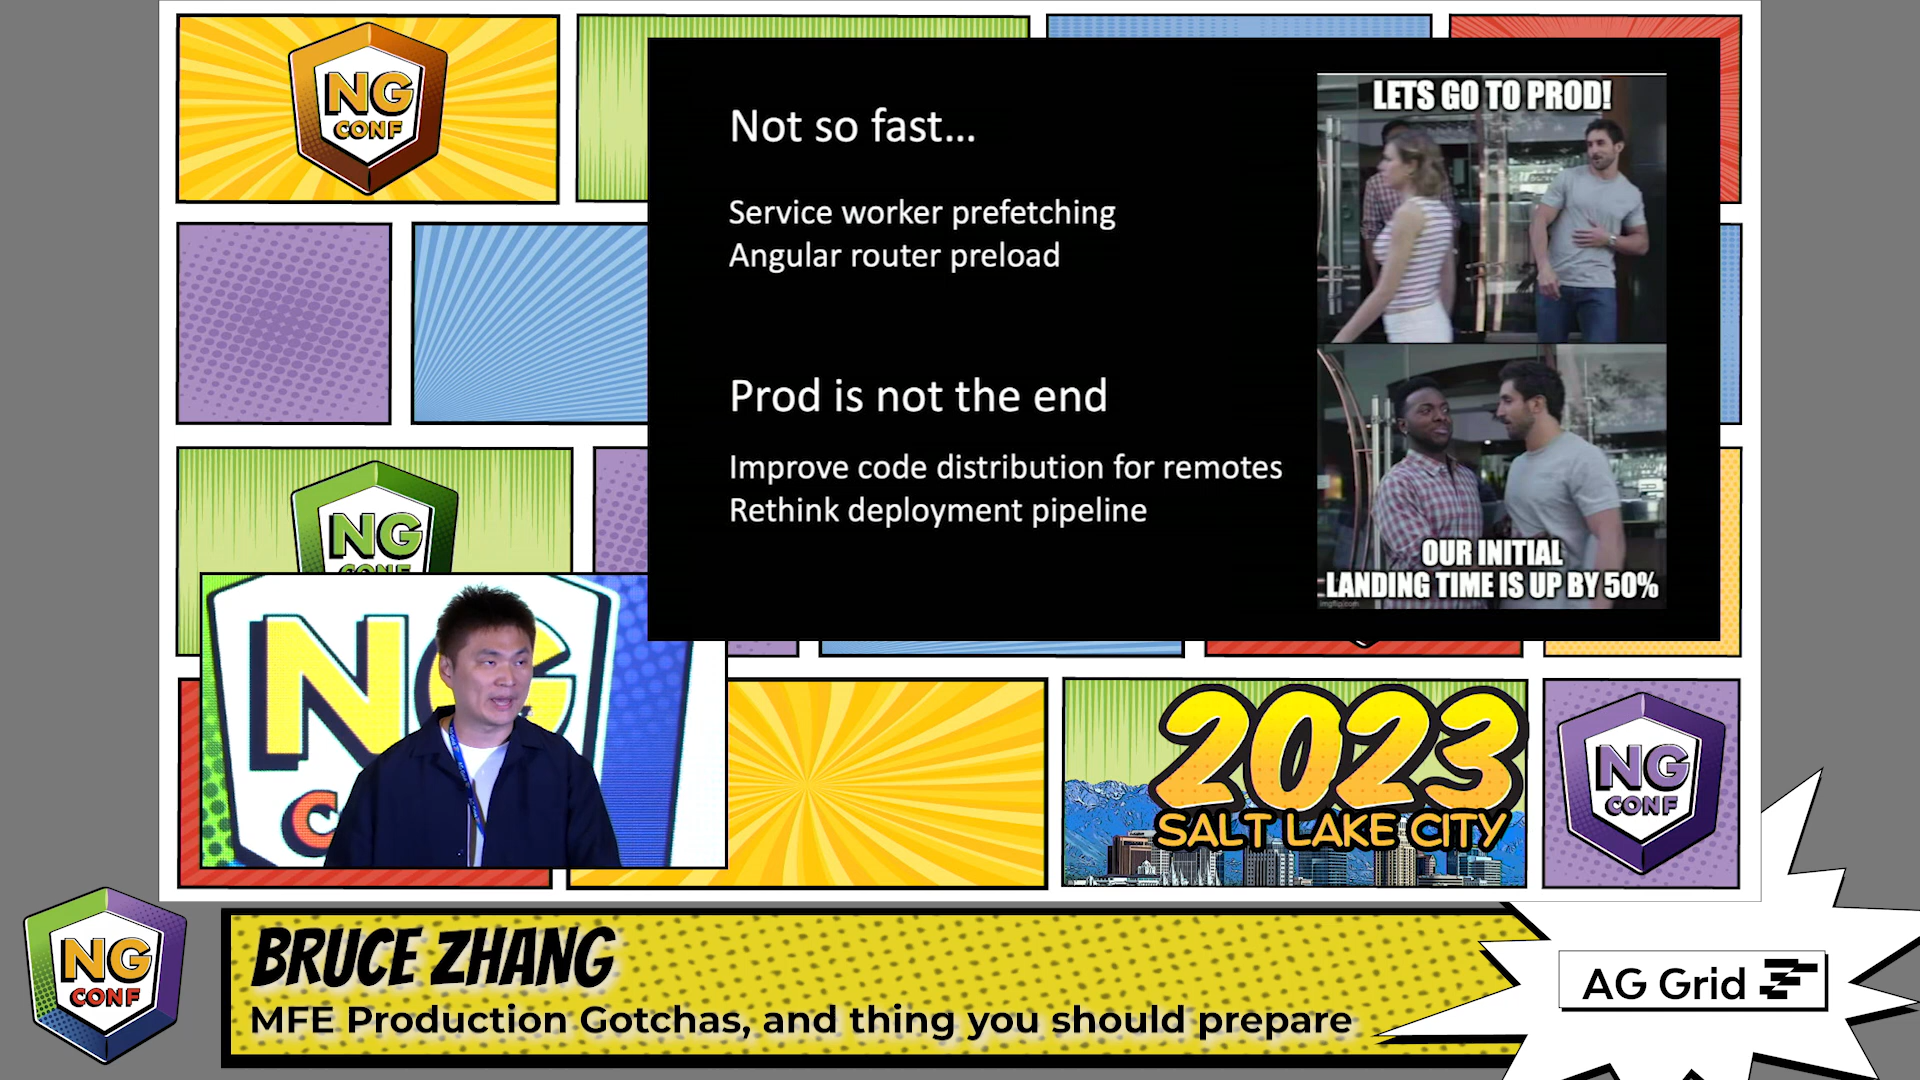 NG
CONF
Not so fast...
Service worker prefetching
Angular router preload
Prod is not the end
Improve code distribution for remotes
Rethink deployment pipeline
LETS GO TO PROD!
OUR INITIAL
LANDING TIME IS UP BY 50%
imgflip.com
NG
CONF
NG
2023
SALT LAKE CITY
NG
CONF
NG
CONF
BRUCE ZHANG
MFE Production Gotchas, and thing you should prepare
AG Grid